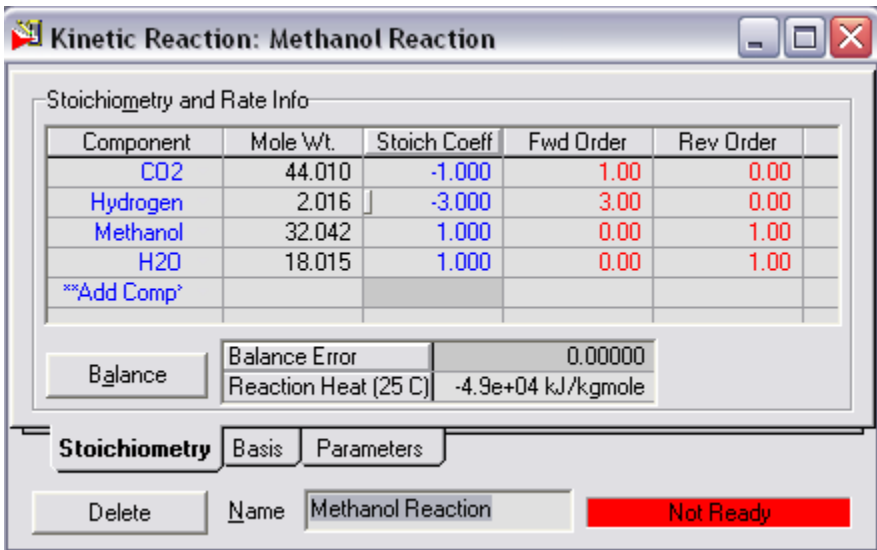 Kinetic Reaction: Methanol Reaction
Stoichiometry and Rate Info
Component Mole Wt. Stoich Coeff Fwd Order Rev Order
CO2 44.010 -1.000 1.00 0.00
Hydrogen 2.016 -3.000 3.00 0.00
Methanol 32.042 1.000 0.00 1.00
H2O 18.015 1.000 0.00 1.00
**Add Comp*
Balance
Balance Error 0.00000
Reaction Heat (25 C) -4.9e+04 kJ/kgmole
Stoichiometry Basis Parameters
Delete Name Methanol Reaction Not Ready